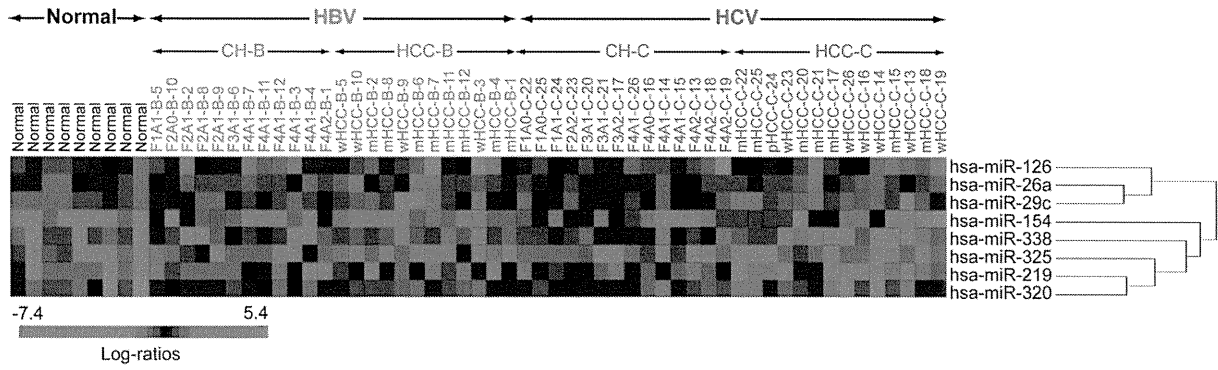 Normal HBV HCV
CH-B HCC-B CH-C HCC-C
Normal
Normal
Normal
Normal
Normal
Normal
Normal
Normal
Normal
F1A1-B-5
F2A0-B-10
F2A1-B-2
F2A1-B-8
F2A1-B-9
F3A1-B-6
F4A1-B-7
F4A1-B-11
F4A1-B-12
F4A1-B-3
F4A1-B-4
F4A2-B-1
wHCC-B-5
wHCC-B-10
mHCC-B-2
mHCC-B-8
wHCC-B-9
mHCC-B-6
mHCC-B-7
mHCC-B-11
mHCC-B-12
wHCC-B-3
mHCC-B-4
mHCC-B-1
F1A0-C-22
F1A0-C-25
F1A1-C-24
F2A2-C-23
F3A1-C-20
F3A1-C-21
F3A2-C-17
F4A1-C-26
F4A0-C-16
F4A1-C-14
F4A1-C-15
F4A2-C-13
F4A2-C-18
F4A2-C-19
mHCC-C-22
mHCC-C-25
pHCC-C-24
wHCC-C-23
mHCC-C-20
mHCC-C-21
mHCC-C-17
wHCC-C-26
wHCC-C-16
wHCC-C-14
mHCC-C-15
wHCC-C-13
mHCC-C-18
wHCC-C-19
hsa-miR-126
hsa-miR-26a
hsa-miR-29c
hsa-miR-154
hsa-miR-338
hsa-miR-325
hsa-miR-219
hsa-miR-320
-7.4 5.4
Log-ratios